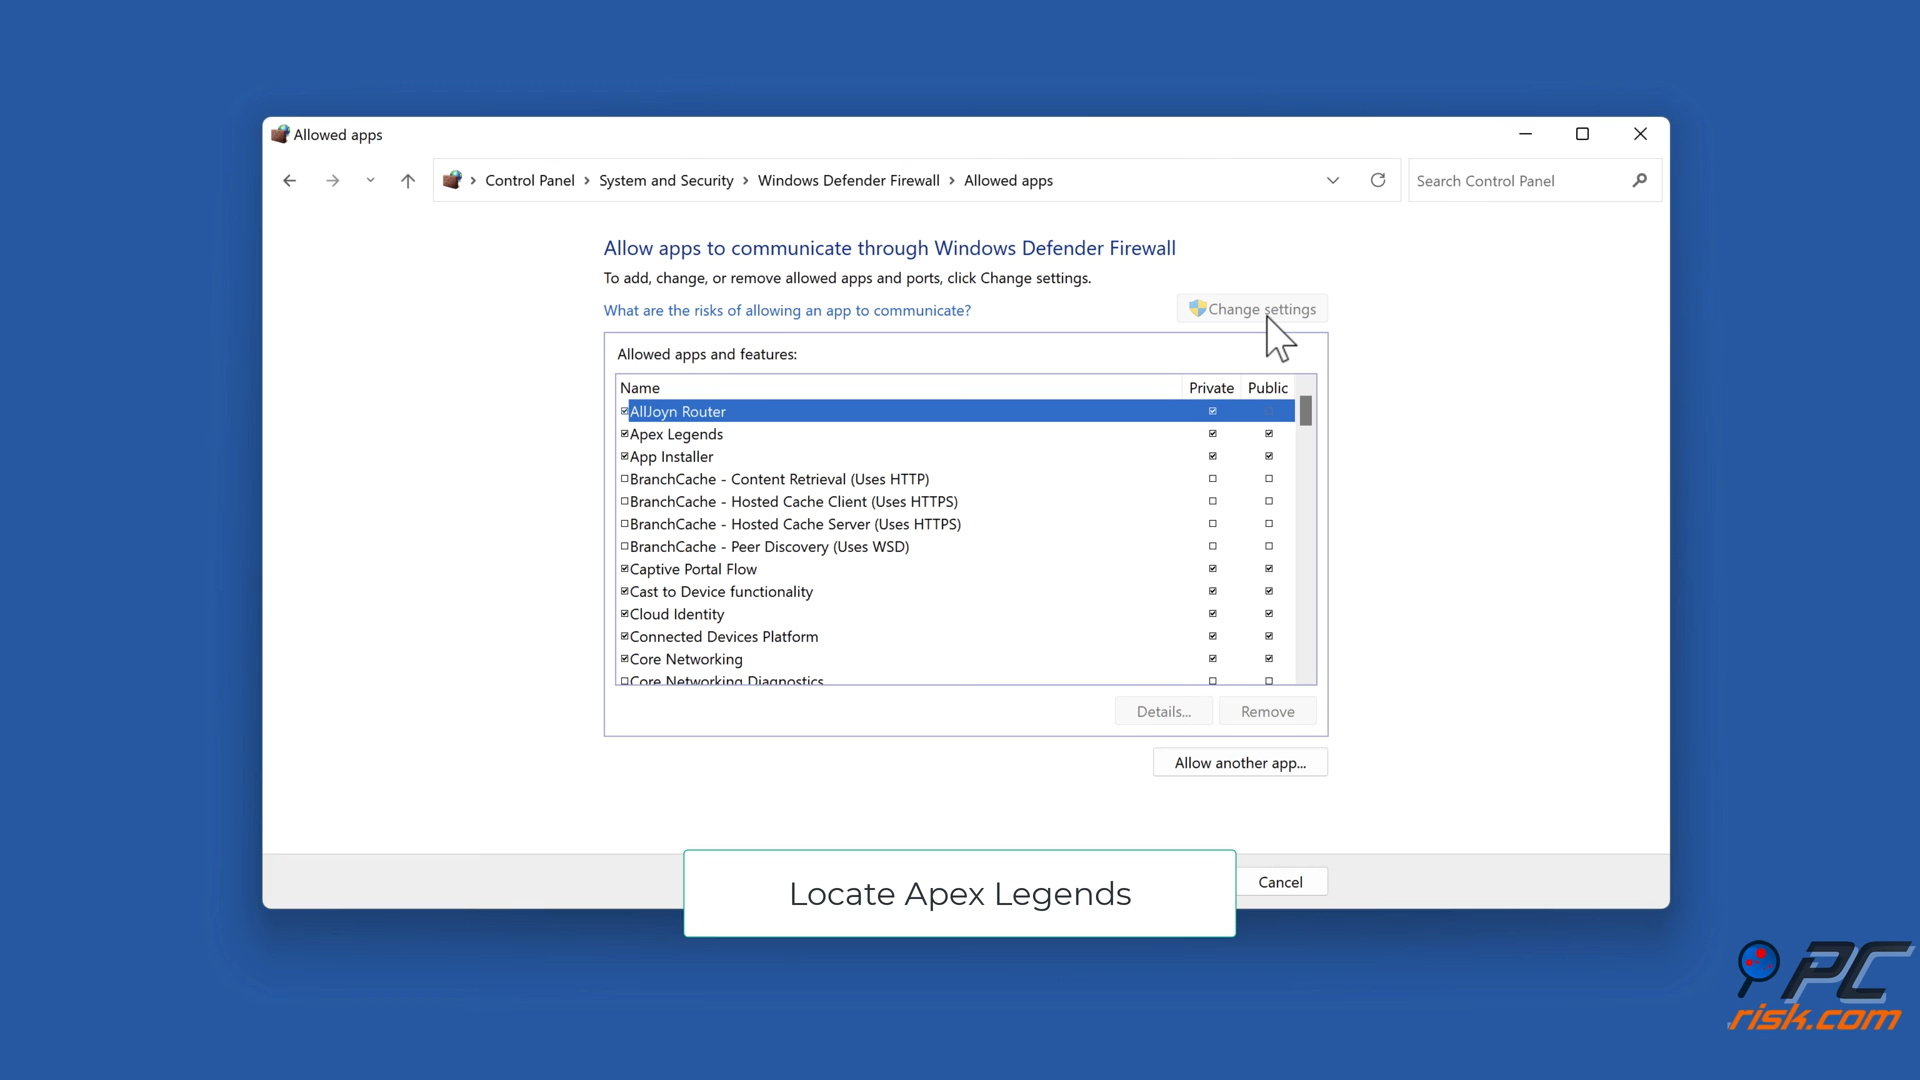 Allowed apps
Control Panel
System and Security
Windows Defender Firewall
Allowed apps
Search Control Panel
Allow apps to communicate through Windows Defender Firewall
To add, change, or remove allowed apps and ports, click Change settings.
What are the risks of allowing an app to communicate?
Change settings
Allowed apps and features:
Name Private Public
AllJoyn Router
Apex Legends
App Installer
BranchCache - Content Retrieval (Uses HTTP)
BranchCache - Hosted Cache Client (Uses HTTPS)
BranchCache - Hosted Cache Server (Uses HTTPS)
BranchCache - Peer Discovery (Uses WSD)
Captive Portal Flow
Cast to Device functionality
Cloud Identity
Connected Devices Platform
Core Networking
Core Networking Diagnostics
Details... Remove
Allow another app...
Cancel
Locate Apex Legends
PC
risk.com